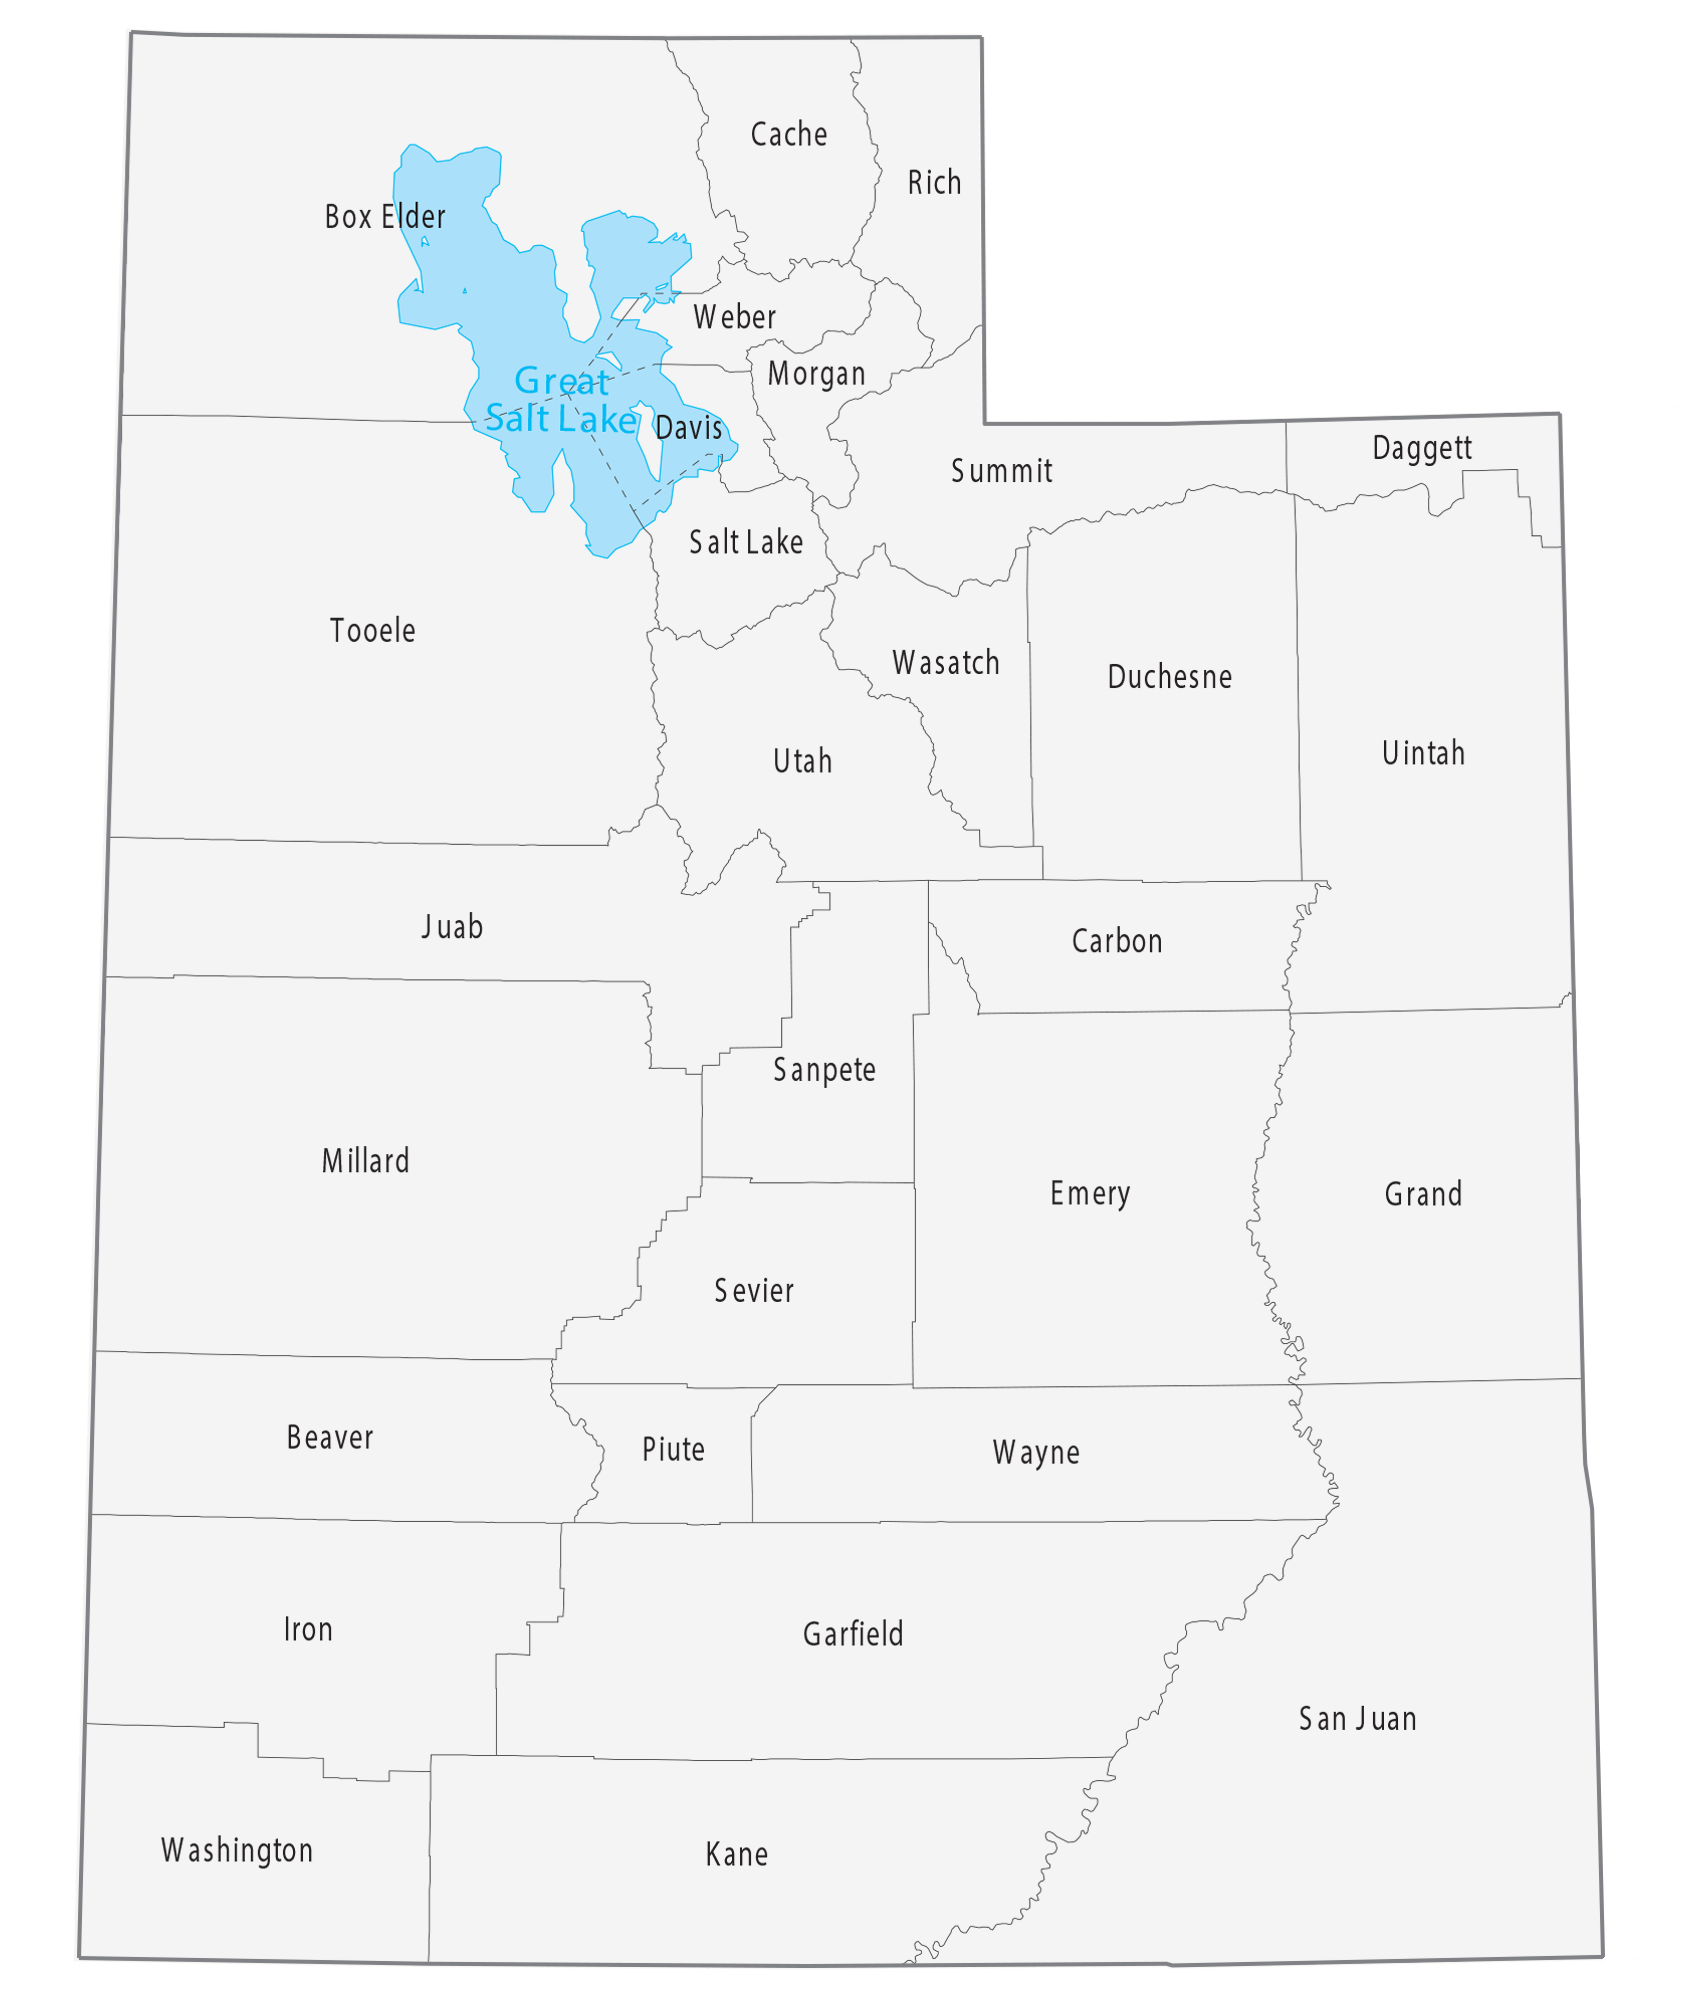 Cache
Rich
Box Elder
Weber
Morgan
Great
Salt Lake
Davis
Daggett
Summit
Salt Lake
Tooele
Wasatch
Duchesne
Uintah
Utah
Juab
Carbon
Sanpete
Millard
Emery
Grand
Sevier
Beaver
Piute
Wayne
Iron
Garfield
San Juan
Washington
Kane